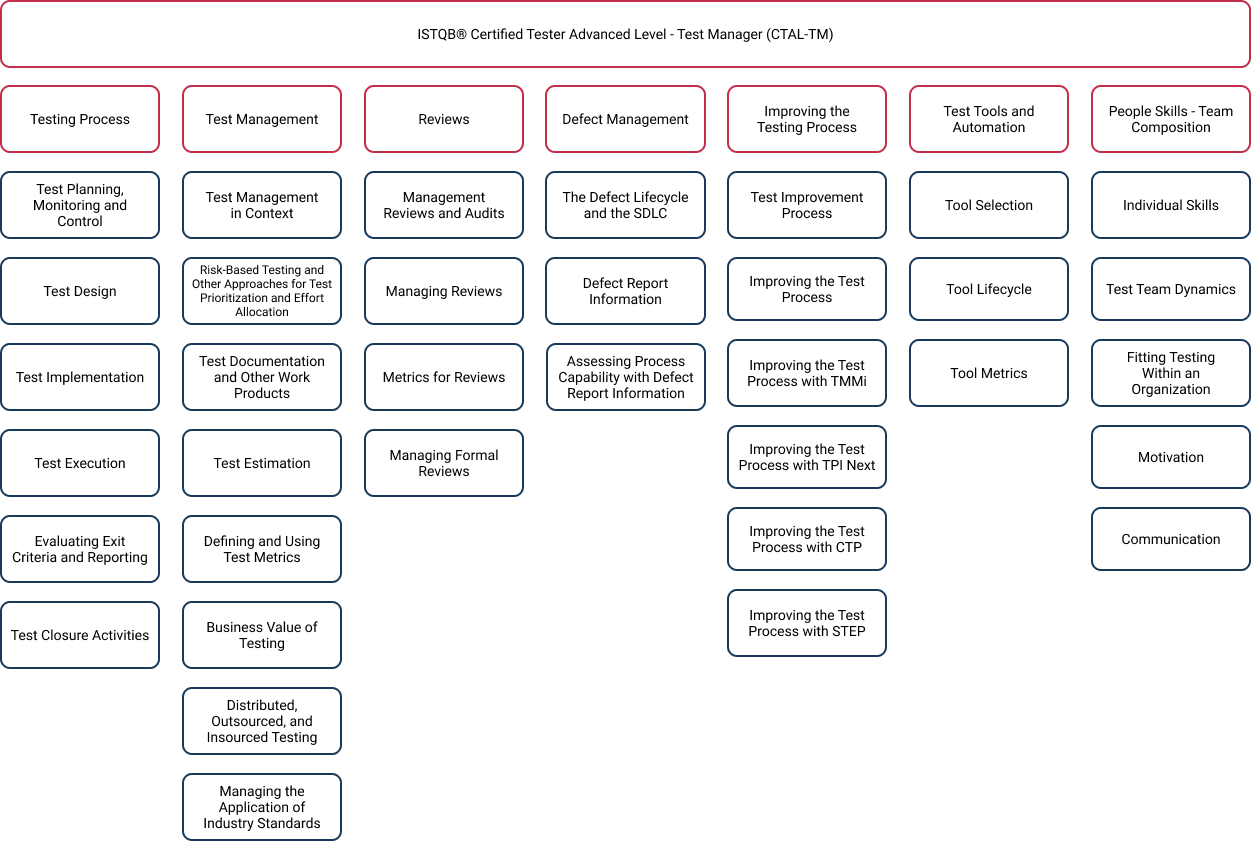 ISTQB® Certified Tester Advanced Level - Test Manager (CTAL-TM)
Testing Process
Test Management
Reviews
Defect Management
Improving the
Testing Process
Test Tools and
Automation
People Skills - Team
Composition
Test Planning,
Monitoring and
Control
Test Design
Test Implementation
Test Execution
Evaluating Exit
Criteria and Reporting
Test Closure Activities
Test Management
in Context
Risk-Based Testing and
Other Approaches for Test
Prioritization and Effort
Allocation
Test Documentation
and Other Work
Products
Test Estimation
Defining and Using
Test Metrics
Business Value of
Testing
Distributed,
Outsourced, and
Insourced Testing
Managing the
Application of
Industry Standards
Management
Reviews and Audits
Managing Reviews
Metrics for Reviews
Managing Formal
Reviews
The Defect Lifecycle
and the SDLC
Defect Report
Information
Assessing Process
Capability with Defect
Report Information
Test Improvement
Process
Improving the Test
Process
Improving the Test
Process with TMMi
Improving the Test
Process with TPI Next
Improving the Test
Process with CTP
Improving the Test
Process with STEP
Tool Selection
Tool Lifecycle
Tool Metrics
Individual Skills
Test Team Dynamics
Fitting Testing
Within an
Organization
Motivation
Communication